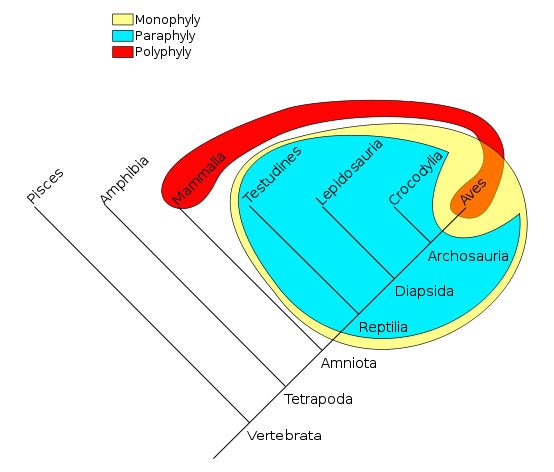 Monophyly
Paraphyly
Polyphyly
Pisces
Amphibia
Mammalia
Testudines
Lepidosauria
Crocodylia
Aves
Archosauria
Diapsida
Reptilia
Amniota
Tetrapoda
Vertebrata